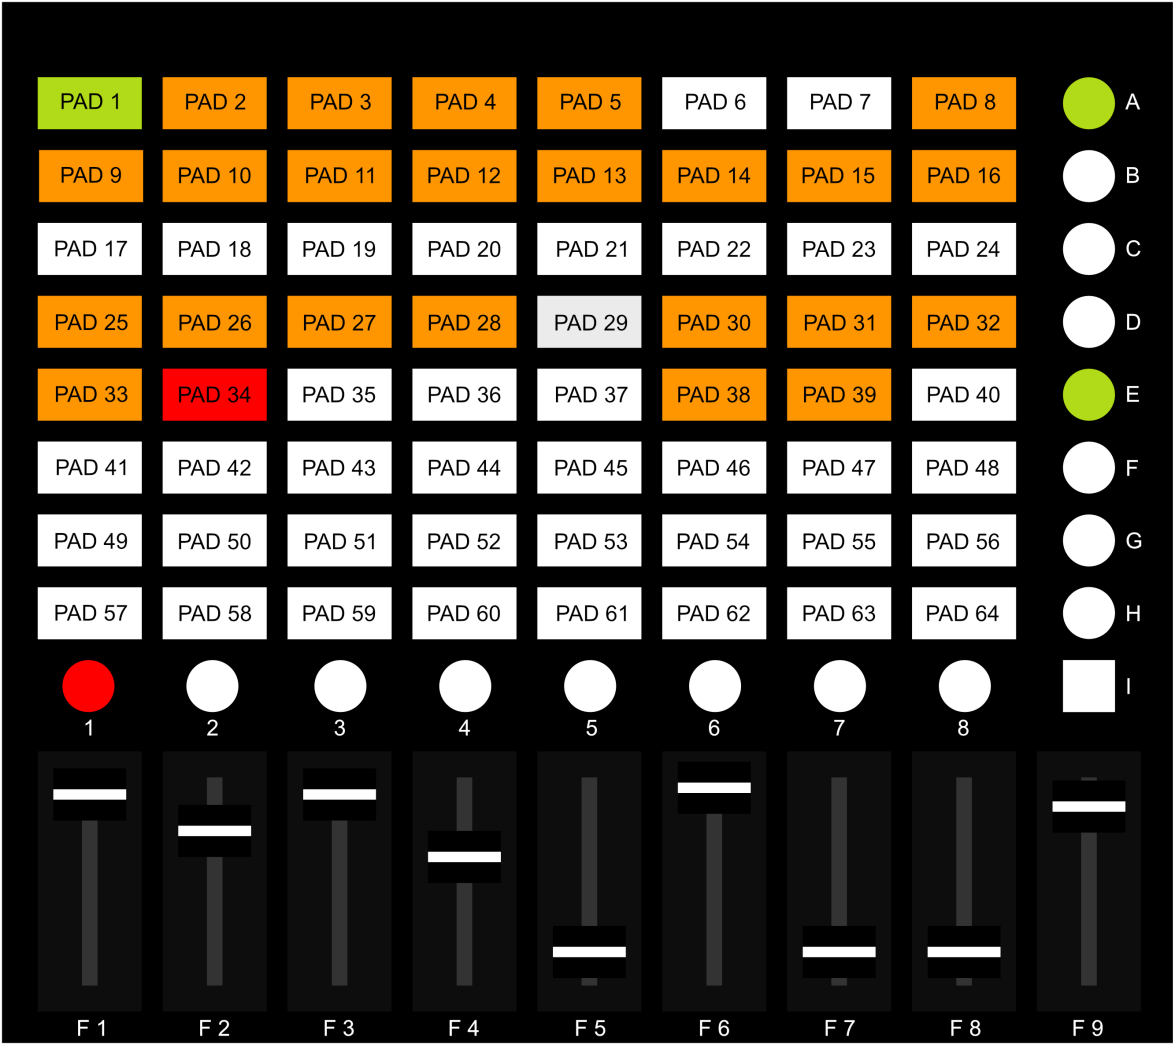 PAD 1 PAD 2 PAD 3 PAD 4 PAD 5 PAD 6 PAD 7 PAD 8 A
PAD 9 PAD 10 PAD 11 PAD 12 PAD 13 PAD 14 PAD 15 PAD 16 B
PAD 17 PAD 18 PAD 19 PAD 20 PAD 21 PAD 22 PAD 23 PAD 24 C
PAD 25 PAD 26 PAD 27 PAD 28 PAD 29 PAD 30 PAD 31 PAD 32 D
PAD 33 PAD 34 PAD 35 PAD 36 PAD 37 PAD 38 PAD 39 PAD 40 E
PAD 41 PAD 42 PAD 43 PAD 44 PAD 45 PAD 46 PAD 47 PAD 48 F
PAD 49 PAD 50 PAD 51 PAD 52 PAD 53 PAD 54 PAD 55 PAD 56 G
PAD 57 PAD 58 PAD 59 PAD 60 PAD 61 PAD 62 PAD 63 PAD 64 H
I
1 2 3 4 5 6 7 8
F 1 F 2 F 3 F 4 F 5 F 6 F 7 F 8 F 9